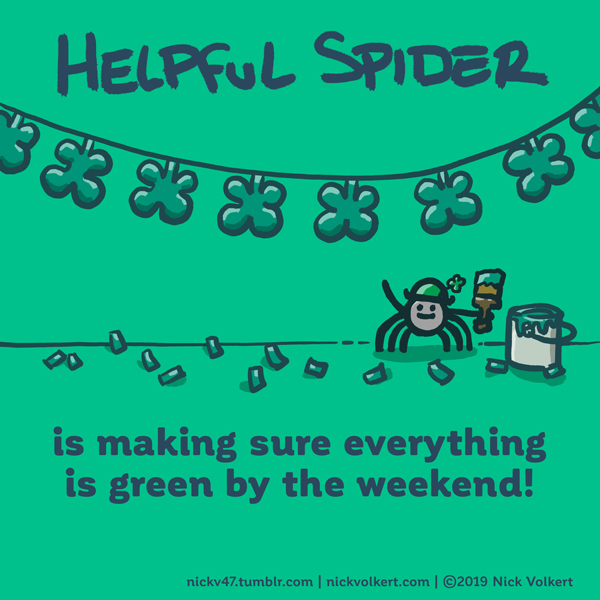 HELPFUL SPIDER
is making sure everything
is green by the weekend!
nickv47.tumblr.com | nickvolkert.com | ©2019 Nick Volkert